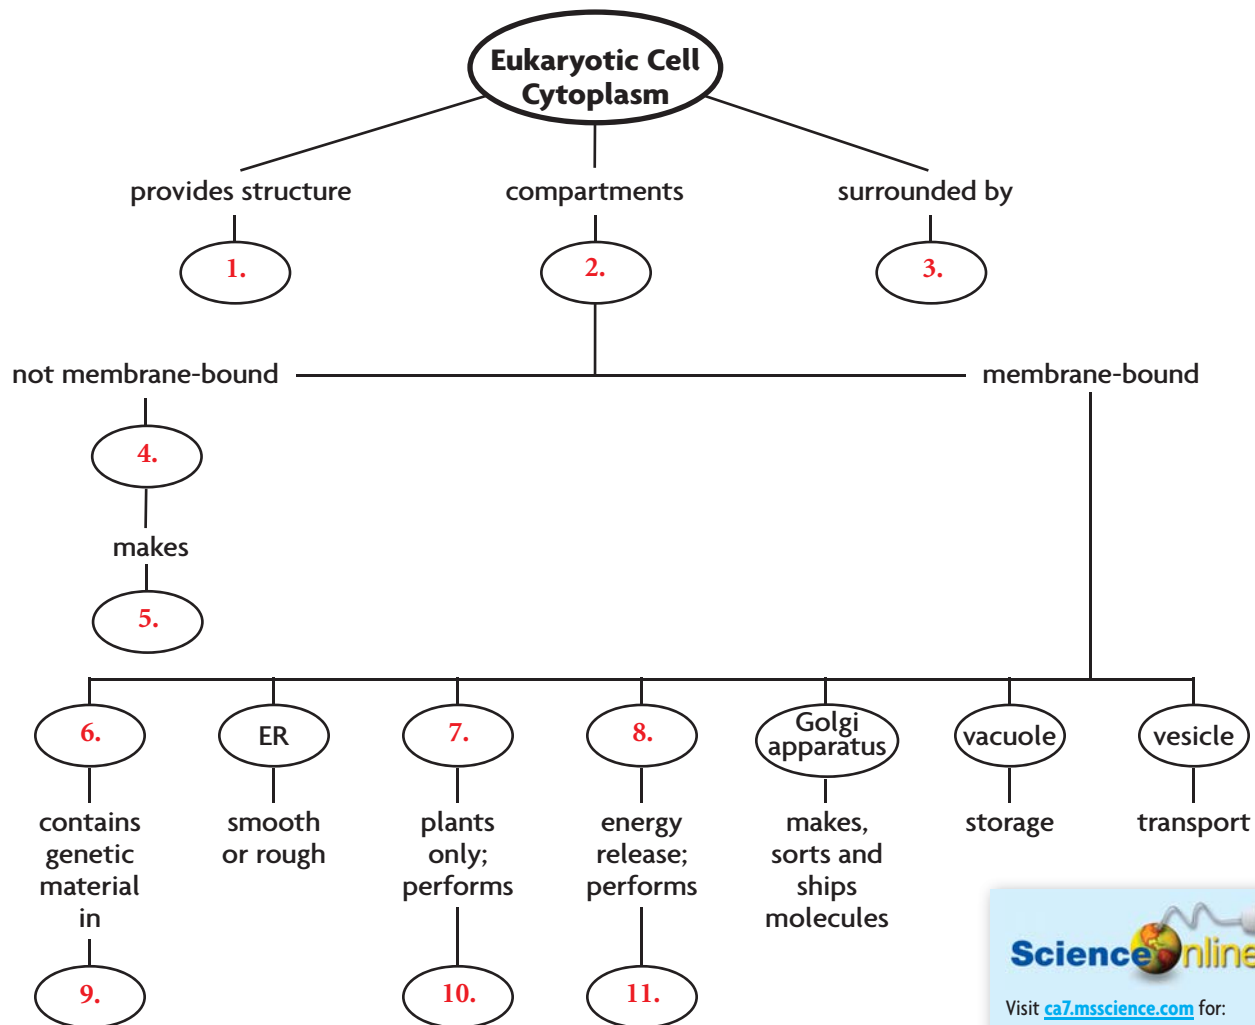 Eukaryotic Cell
Cytoplasm
provides structure
compartments
surrounded by
1.
2.
3.
not membrane-bound
membrane-bound
4.
makes
5.
6.
ER
7.
8.
Golgi
apparatus
vacuole
vesicle
contains
genetic
material
in
smooth
or rough
plants
only;
performs
energy
release;
performs
makes,
sorts and
ships
molecules
storage
transport
9.
10.
11.
Science nline
Visit ca7.msscience.com for: